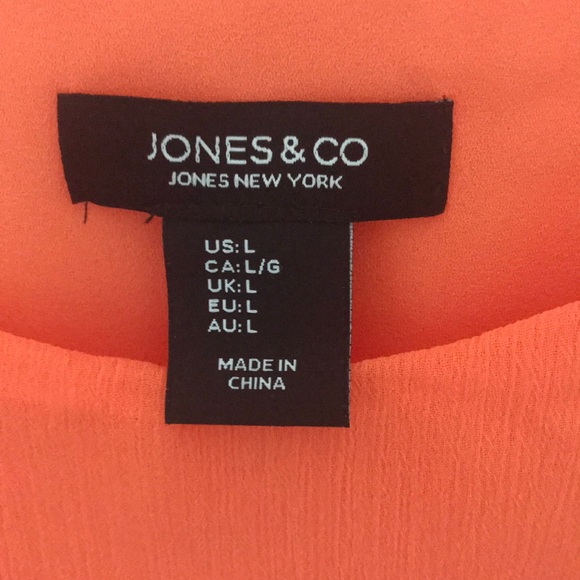 JONES & CO
JONES NEW YORK
US: L
CA: L/G
UK: L
EU: L
AU: L
MADE IN
CHINA